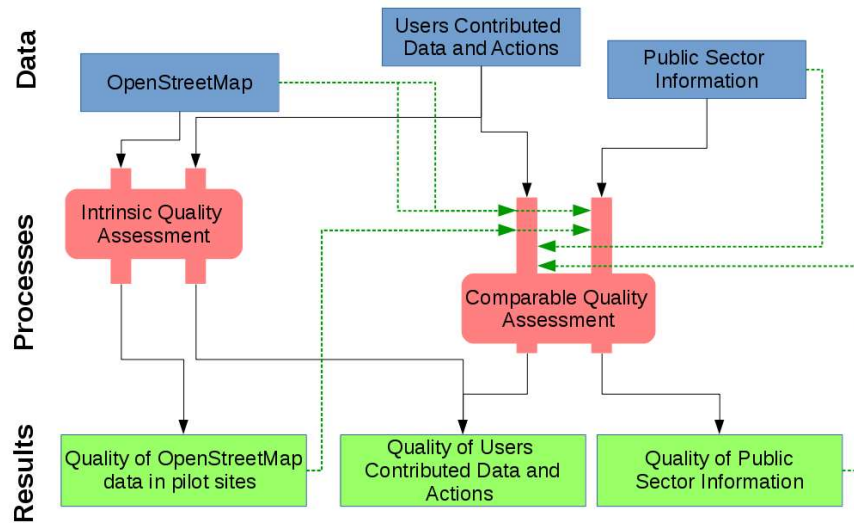 Data
OpenStreetMap
Users Contributed
Data and Actions
Public Sector
Information
Processes
Intrinsic Quality
Assessment
Comparable Quality
Assessment
Results
Quality of OpenStreetMap
data in pilot sites
Quality of Users
Contributed Data and
Actions
Quality of Public
Sector Information